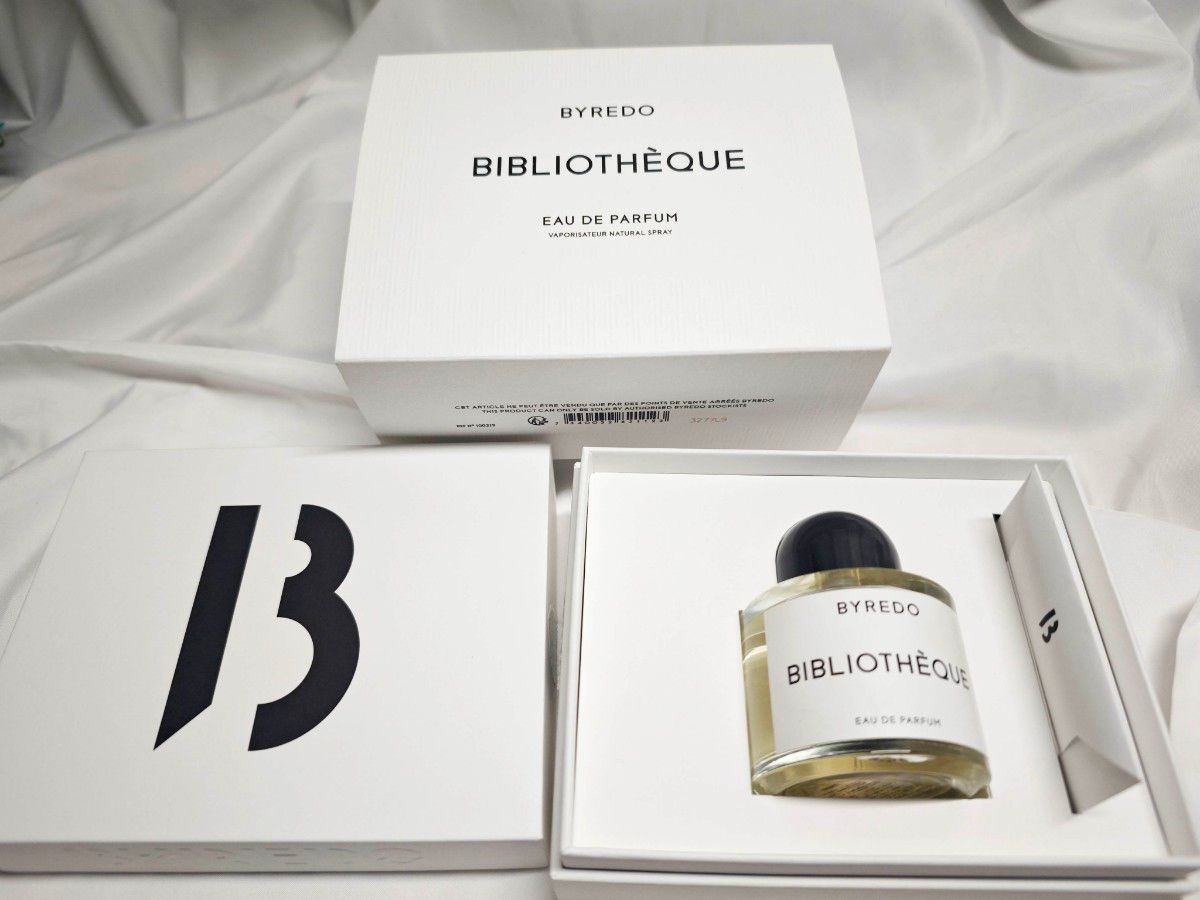 BYREDO
BIBLIOTHÈQUE
EAU DE PARFUM
VAPORISATEUR NATURAL SPRAY
CET ARTICLE NE PEUT ÊTRE VENDU QUE PAR DES POINTS DE VENTE AGRÉÉS BYREDO
THIS PRODUCT CAN ONLY BE SOLD BY AUTHORISED BYREDO STOCKISTS
B
BYREDO
BIBLIOTHÈQUE
EAU DE PARFUM
B